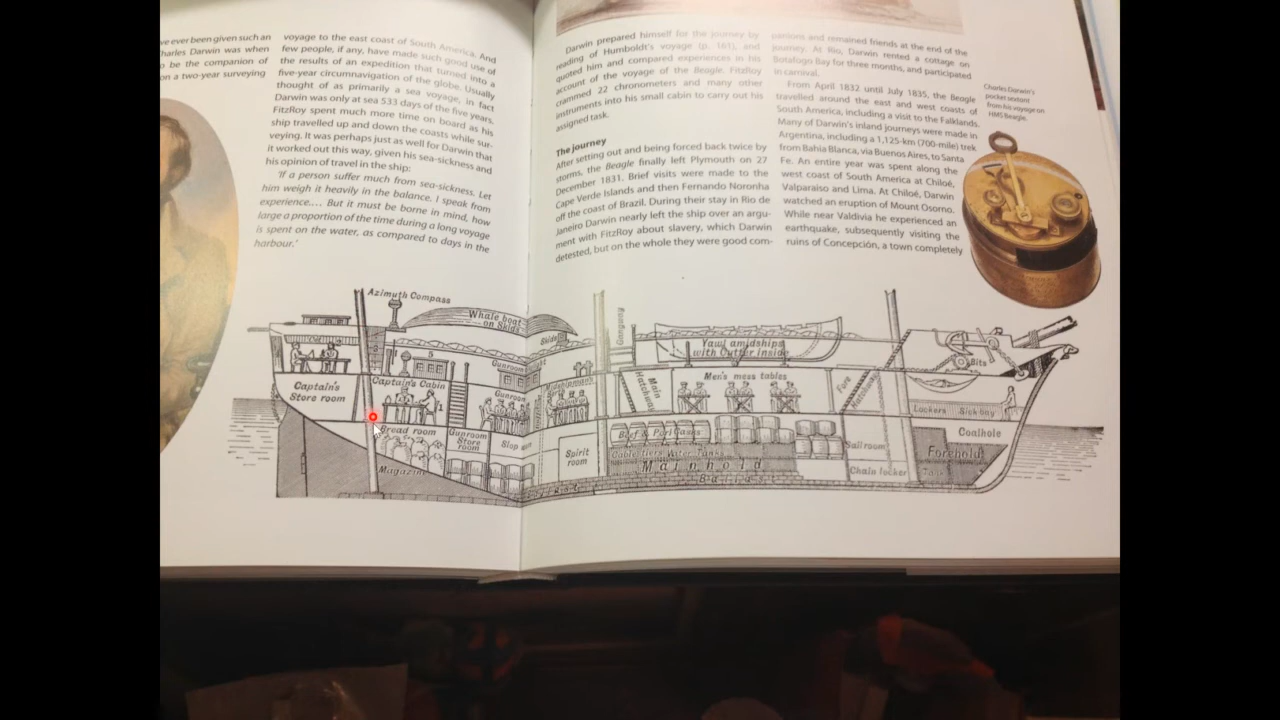 ve ever been given such an
Charles Darwin was when
o be the companion of
on a two-year surveying
voyage to the east coast of South America. And
few people, if any, have made such good use of
the results of an expedition that turned into a
five-year circumnavigation of the globe. Usually
thought of as primarily a sea voyage, in fact
Darwin was only at sea 533 days of the five years.
FitzRoy spent much more time on board as his
ship travelled up and down the coasts while sur-
veying. It was perhaps just as well for Darwin that
it worked out this way, given his sea-sickness and
his opinion of travel in the ship:
'If a person suffer much from sea-sickness. Let
him weigh it heavily in the balance. I speak from
experience.... But it must be borne in mind, how
large a proportion of the time during a long voyage
is spent on the water, as compared to days in the
harbour.'
Darwin prepared himself for the journey by
reading of Humboldt's voyage (p. 161), and
quoted him and compared experiences in his
account of the voyage of the Beagle. FitzRoy
crammed 22 chronometers and many other
instruments into his small cabin to carry out his
assigned task.
The journey
After setting out and being forced back twice by
storms, the Beagle finally left Plymouth on 27
December 1831. Brief visits were made to the
Cape Verde Islands and then Fernando Noronha
off the coast of Brazil. During their stay in Rio de
Janeiro Darwin nearly left the ship over an argu-
ment with FitzRoy about slavery, which Darwin
detested, but on the whole they were good com-
panions and remained friends at the end of the
journey. At Rio, Darwin rented a cottage on
Botafogo Bay for three months, and participated
in carnival.
From April 1832 until July 1835, the Beagle
travelled around the east and west coasts of
South America, including a visit to the Falklands.
Many of Darwin's inland journeys were made in
Argentina, including a 1,125-km (700-mile) trek
from Bahia Blanca, via Buenos Aires, to Santa
Fe. An entire year was spent along the
west coast of South America at Chiloé,
Valparaiso and Lima. At Chiloé, Darwin
watched an eruption of Mount Osorno.
While near Valdivia he experienced an
earthquake, subsequently visiting the
ruins of Concepción, a town completely
Charles Darwin's
pocket sextant
from his voyage on
HMS Beagle.
Azimuth Compass
Whale boat
on Skids
Skids
Gangway
Yawl amidships
with Cutter inside
Bits
Captain's
Store room
Captain's Cabin
5
1
Gunroom
Gunroom
Midshipman's
Main
Hatchway
Men's mess tables
Fore
Hatchway
Lockers
Sick bay
Bread room
Gunroom
Store
room
Slop
Spirit
room
Beef & Pork Casks
Cable tiers Water Tanks
Mainhold
Sail room
Chain locker
Coalhole
Forehold
Magazine